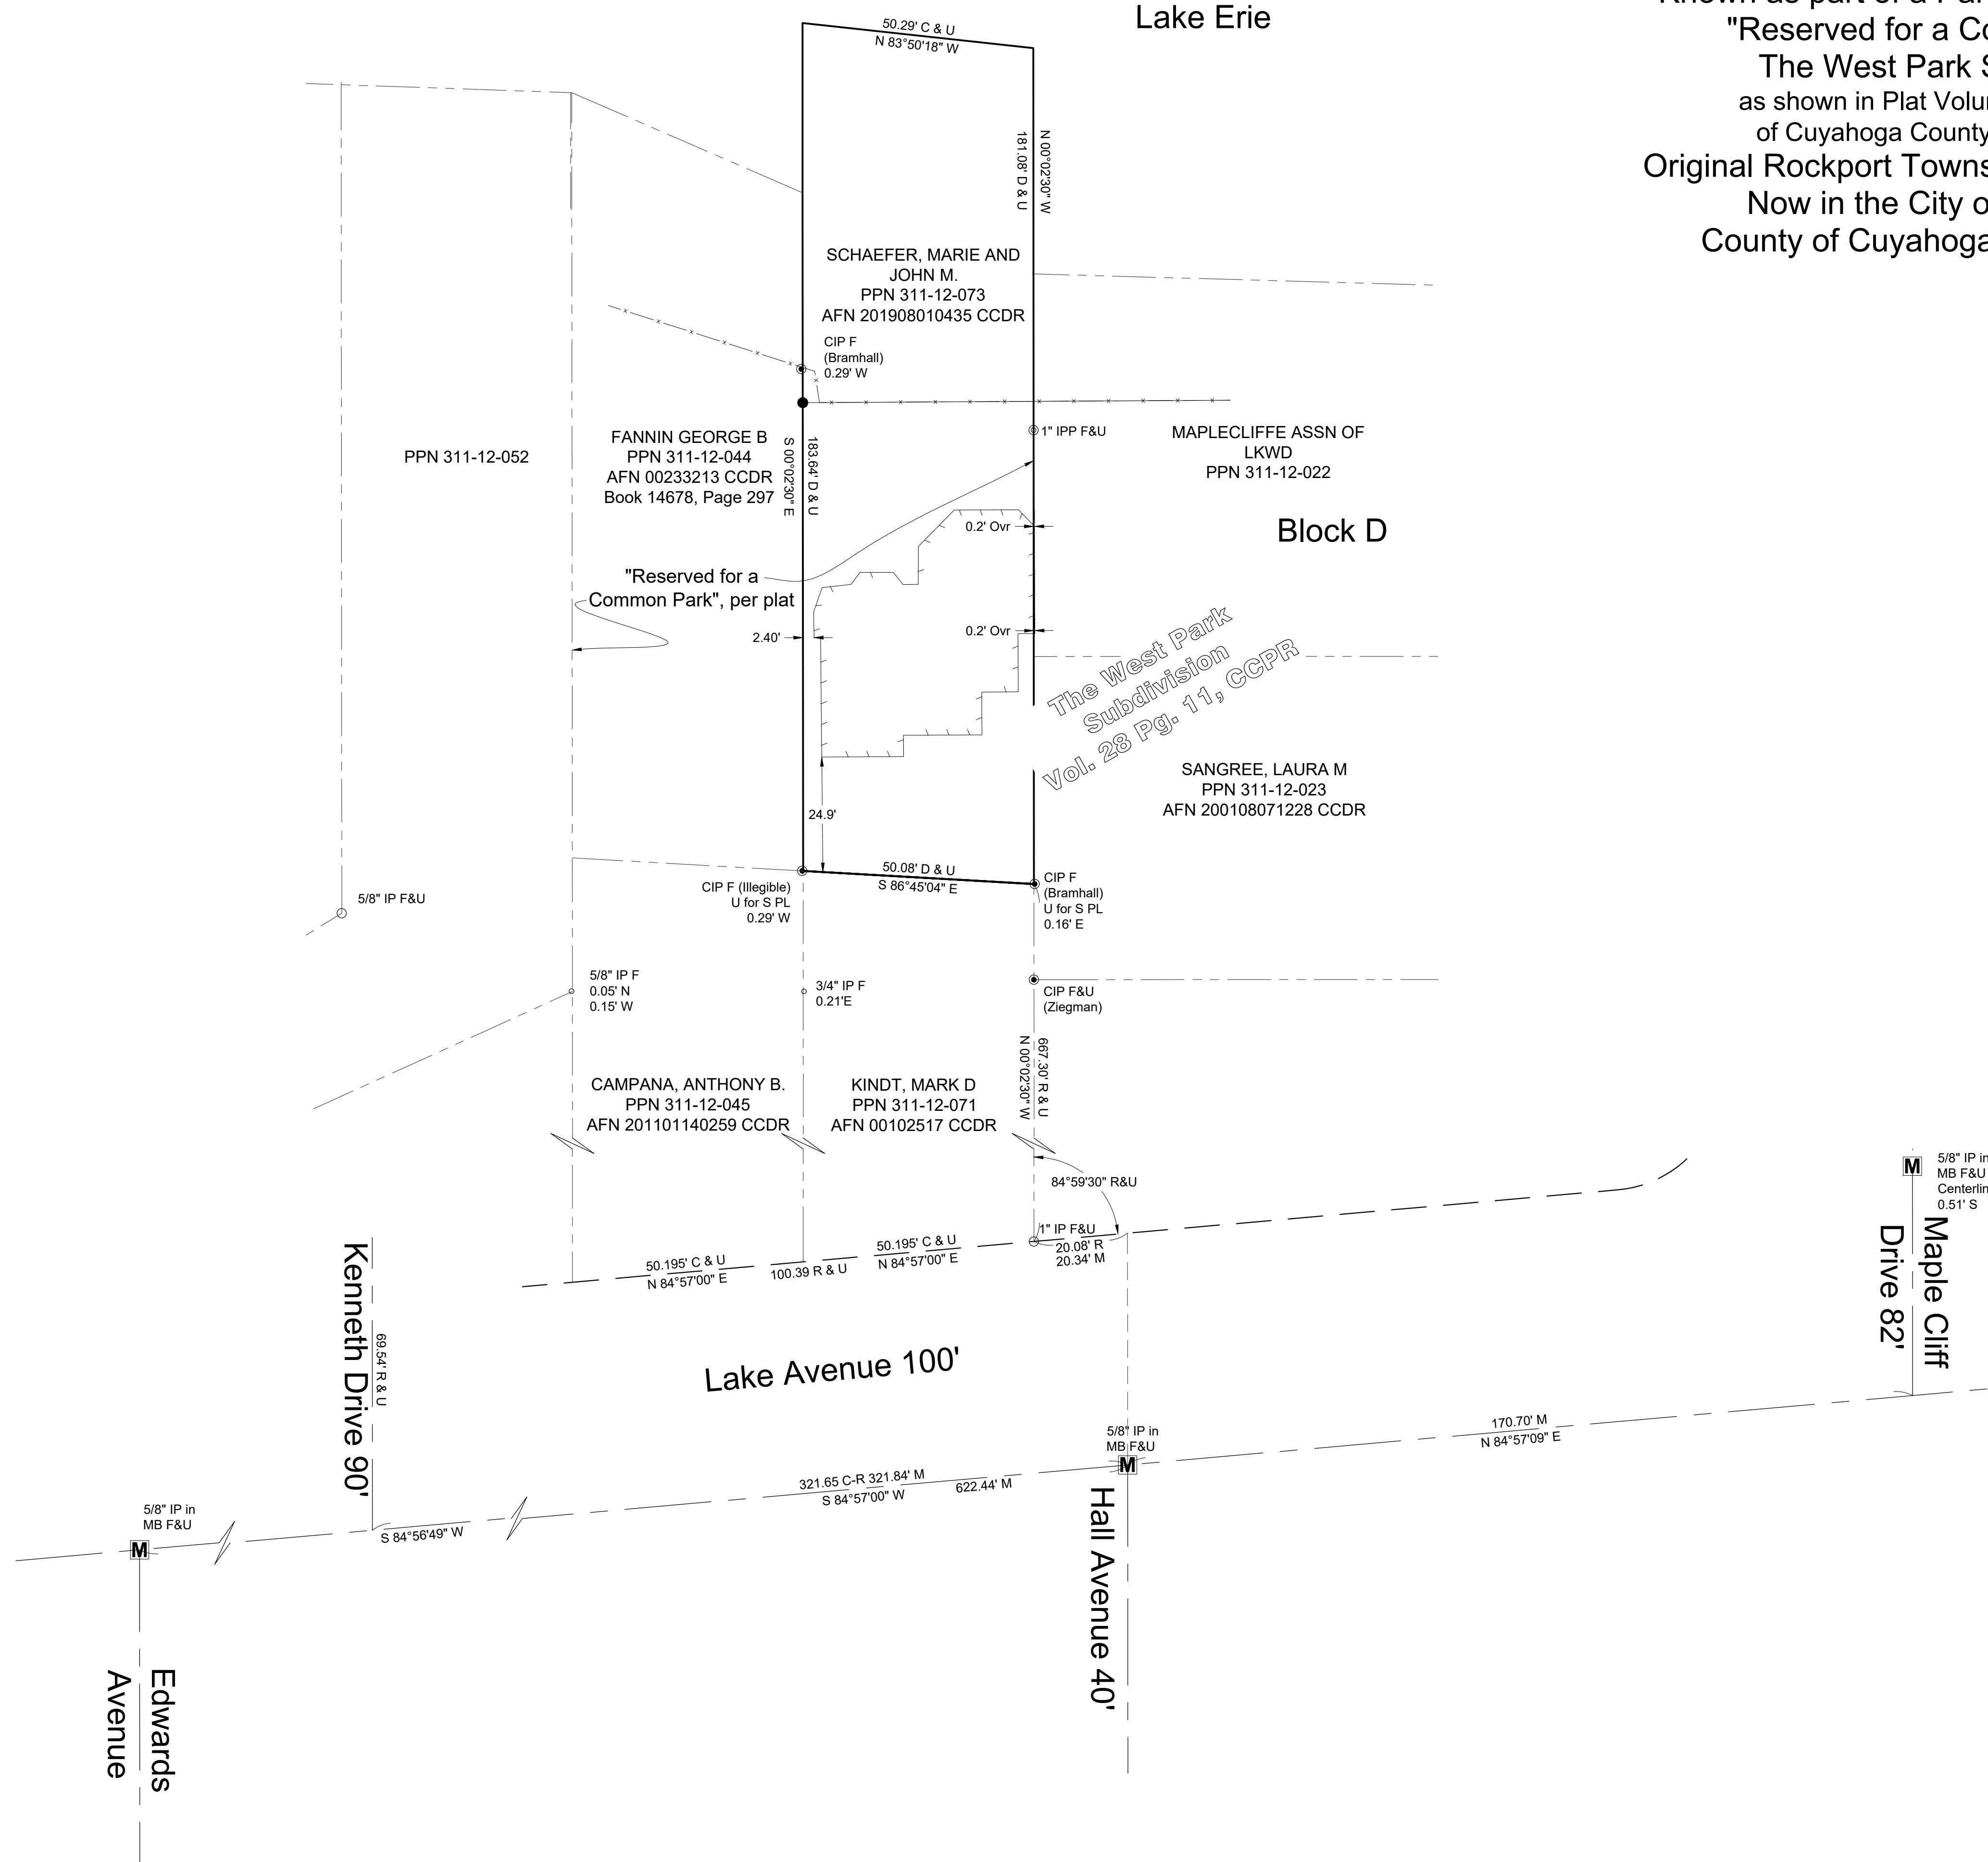 Lake Erie
"Reserved for a
The West Park
as shown in Plat
of Cuyahoga County
Original Rockport
Now in the City
County of Cuyahoga
50.29' C & U
N 83°50'18" W
N 00°02'30" W
181.08' D & U
SCHAEFER, MARIE AND
JOHN M.
PPN 311-12-073
AFN 201908010435 CCDR
CIP F
(Bramhall)
0.29' W
PPN 311-12-052
FANNIN GEORGE B
PPN 311-12-044
AFN 00233213 CCDR
Book 14678, Page 297
183.64' D & U
S 00°02'30" E
1" IPP F&U
MAPLECLIFFE ASSN OF
LKWD
PPN 311-12-022
Block D
0.2' Ovr
"Reserved for a
Common Park", per plat
2.40'
0.2' Ovr
The West Park
Subdivision
Vol. 28 Pg. 11, CCPR
SANGREE, LAURA M
PPN 311-12-023
AFN 200108071228 CCDR
24.9'
50.08' D & U
S 86°45'04" E
CIP F (Illegible)
U for S PL
0.29' W
CIP F
(Bramhall)
U for S PL
0.16' E
5/8" IP F&U
5/8" IP F
0.05' N
0.15' W
3/4" IP F
0.21'E
CIP F&U
(Ziegman)
667.30' R & U
N 00°02'30" W
CAMPANA, ANTHONY B.
PPN 311-12-045
AFN 201101140259 CCDR
KINDT, MARK D
PPN 311-12-071
AFN 00102517 CCDR
84°59'30" R&U
1" IP F&U
20.08' R
20.34' M
50.195' C & U
N 84°57'00" E
100.39 R & U
50.195' C & U
N 84°57'00" E
5/8" IP in
MB F&U
0.51' S
M
Maple Cliff
Drive 82'
Kenneth Drive 90'
69.54' R & U
Lake Avenue 100'
170.70' M
N 84°57'09" E
5/8" IP in
MB F&U
M
321.65 C-R 321.84' M
S 84°57'00" W
622.44' M
Hall Avenue 40'
5/8" IP in
MB F&U
M
S 84°56'49" W
Edwards
Avenue